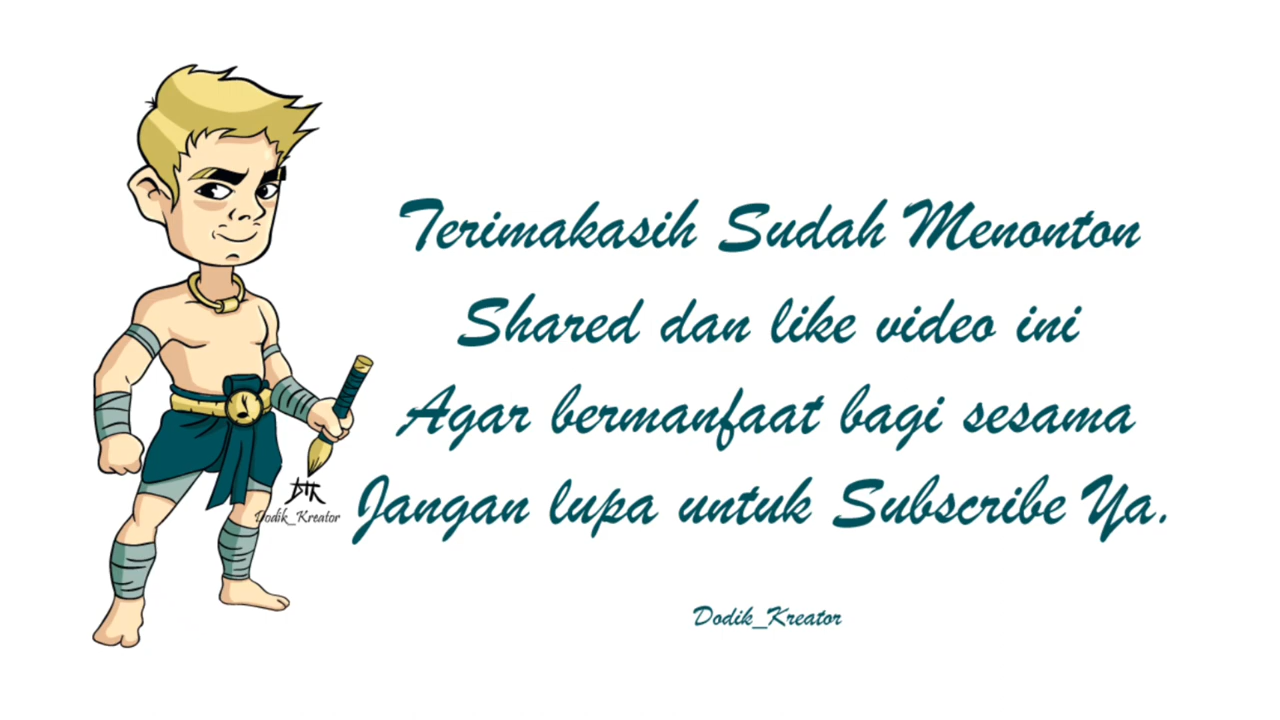 Terimakasih Sudah Menonton
Shared dan like video ini
Agar bermanfaat bagi sesama
Jangan lupa untuk Subscribe Ya.
Dodik_Kreator
Dodik_Kreator